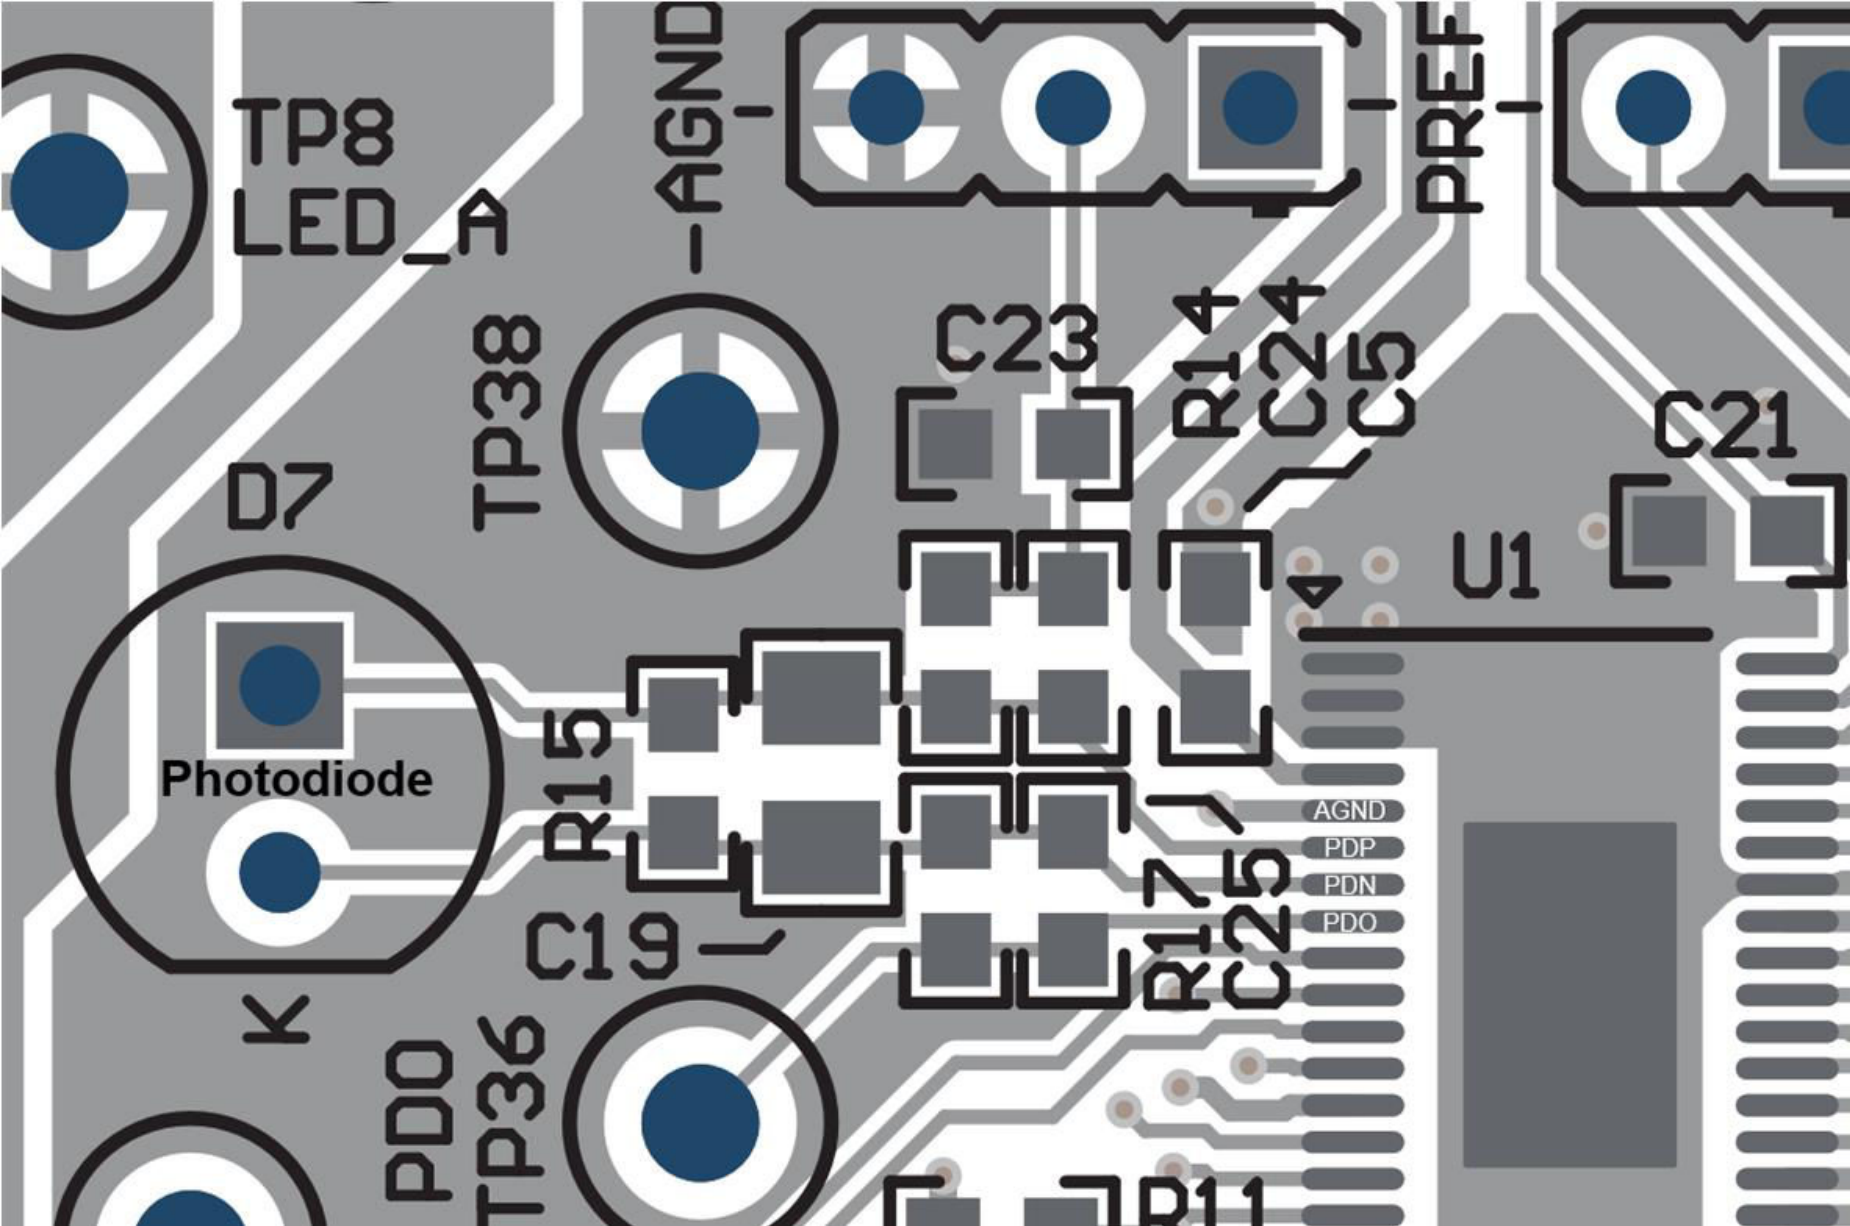 TP8
LED_A
AGND
PREF
TP38
C23
R14
C24
C5
C21
D7
U1
Photodiode
R15
AGND
PDP
PDN
PDO
C19
R17
C25
K
PDO
TP36
R11